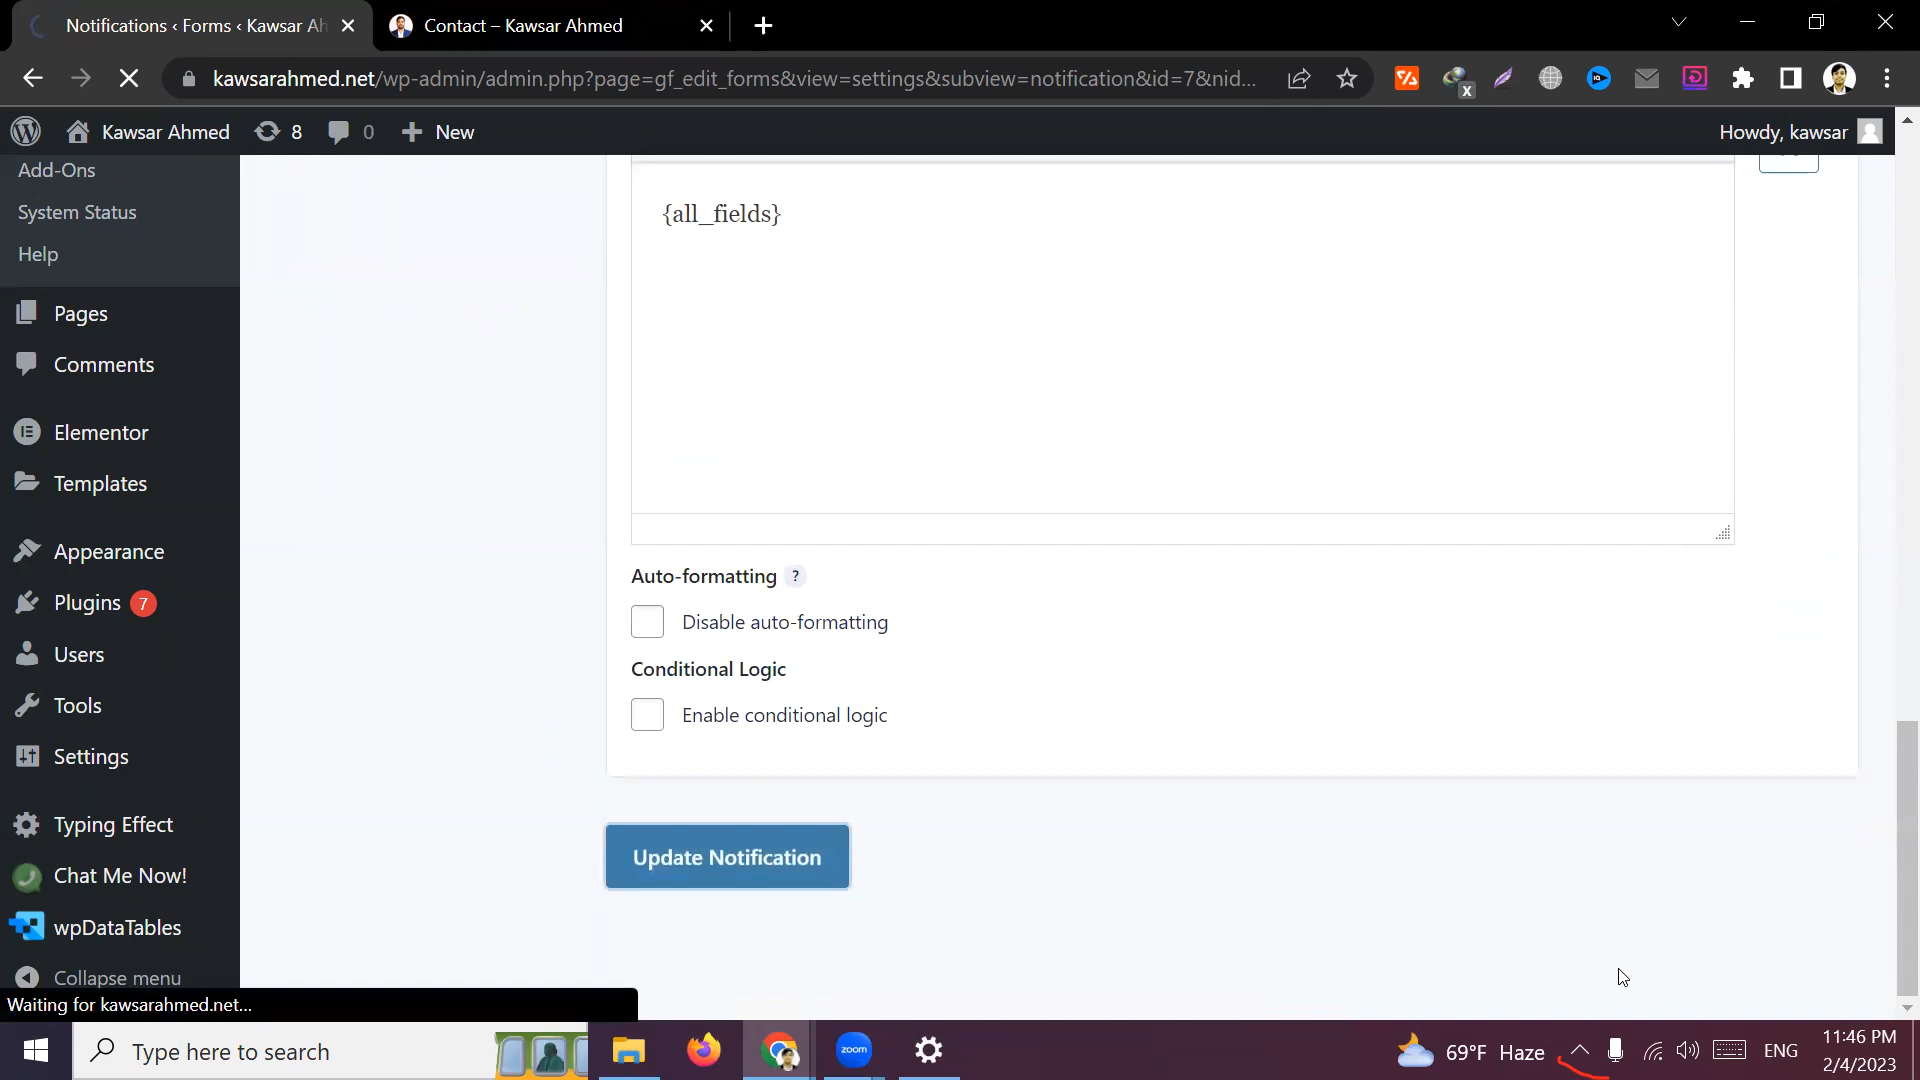 Notifications ‹ Forms ‹ Kawsar Ah
Contact – Kawsar Ahmed
kawsarahmed.net/wp-admin/admin.php?page=gf_edit_forms&view=settings&subview=notification&id=7&nid...
Kawsar Ahmed
8
0
New
Howdy, kawsar
Add-Ons
System Status
Help
Pages
Comments
Elementor
Templates
Appearance
Plugins 7
Users
Tools
Settings
Typing Effect
Chat Me Now!
wpDataTables
Collapse menu
{all_fields}
Auto-formatting ?
Disable auto-formatting
Conditional Logic
Enable conditional logic
Update Notification
Waiting for kawsarahmed.net...
Type here to search
zoom
69°F Haze
ENG
11:46 PM
2/4/2023